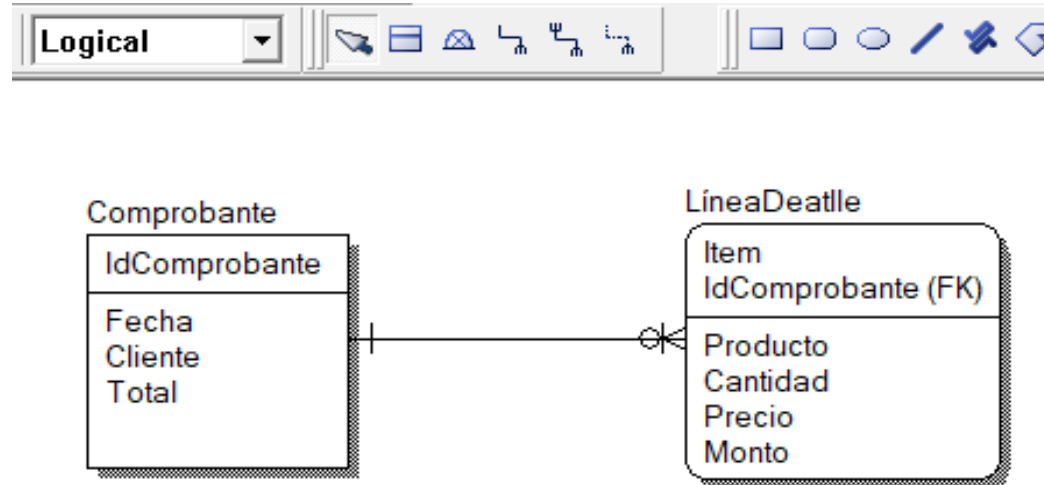 Logical
Comprobante
IdComprobante
Fecha
Cliente
Total
LíneaDeatlle
Item
IdComprobante (FK)
Producto
Cantidad
Precio
Monto